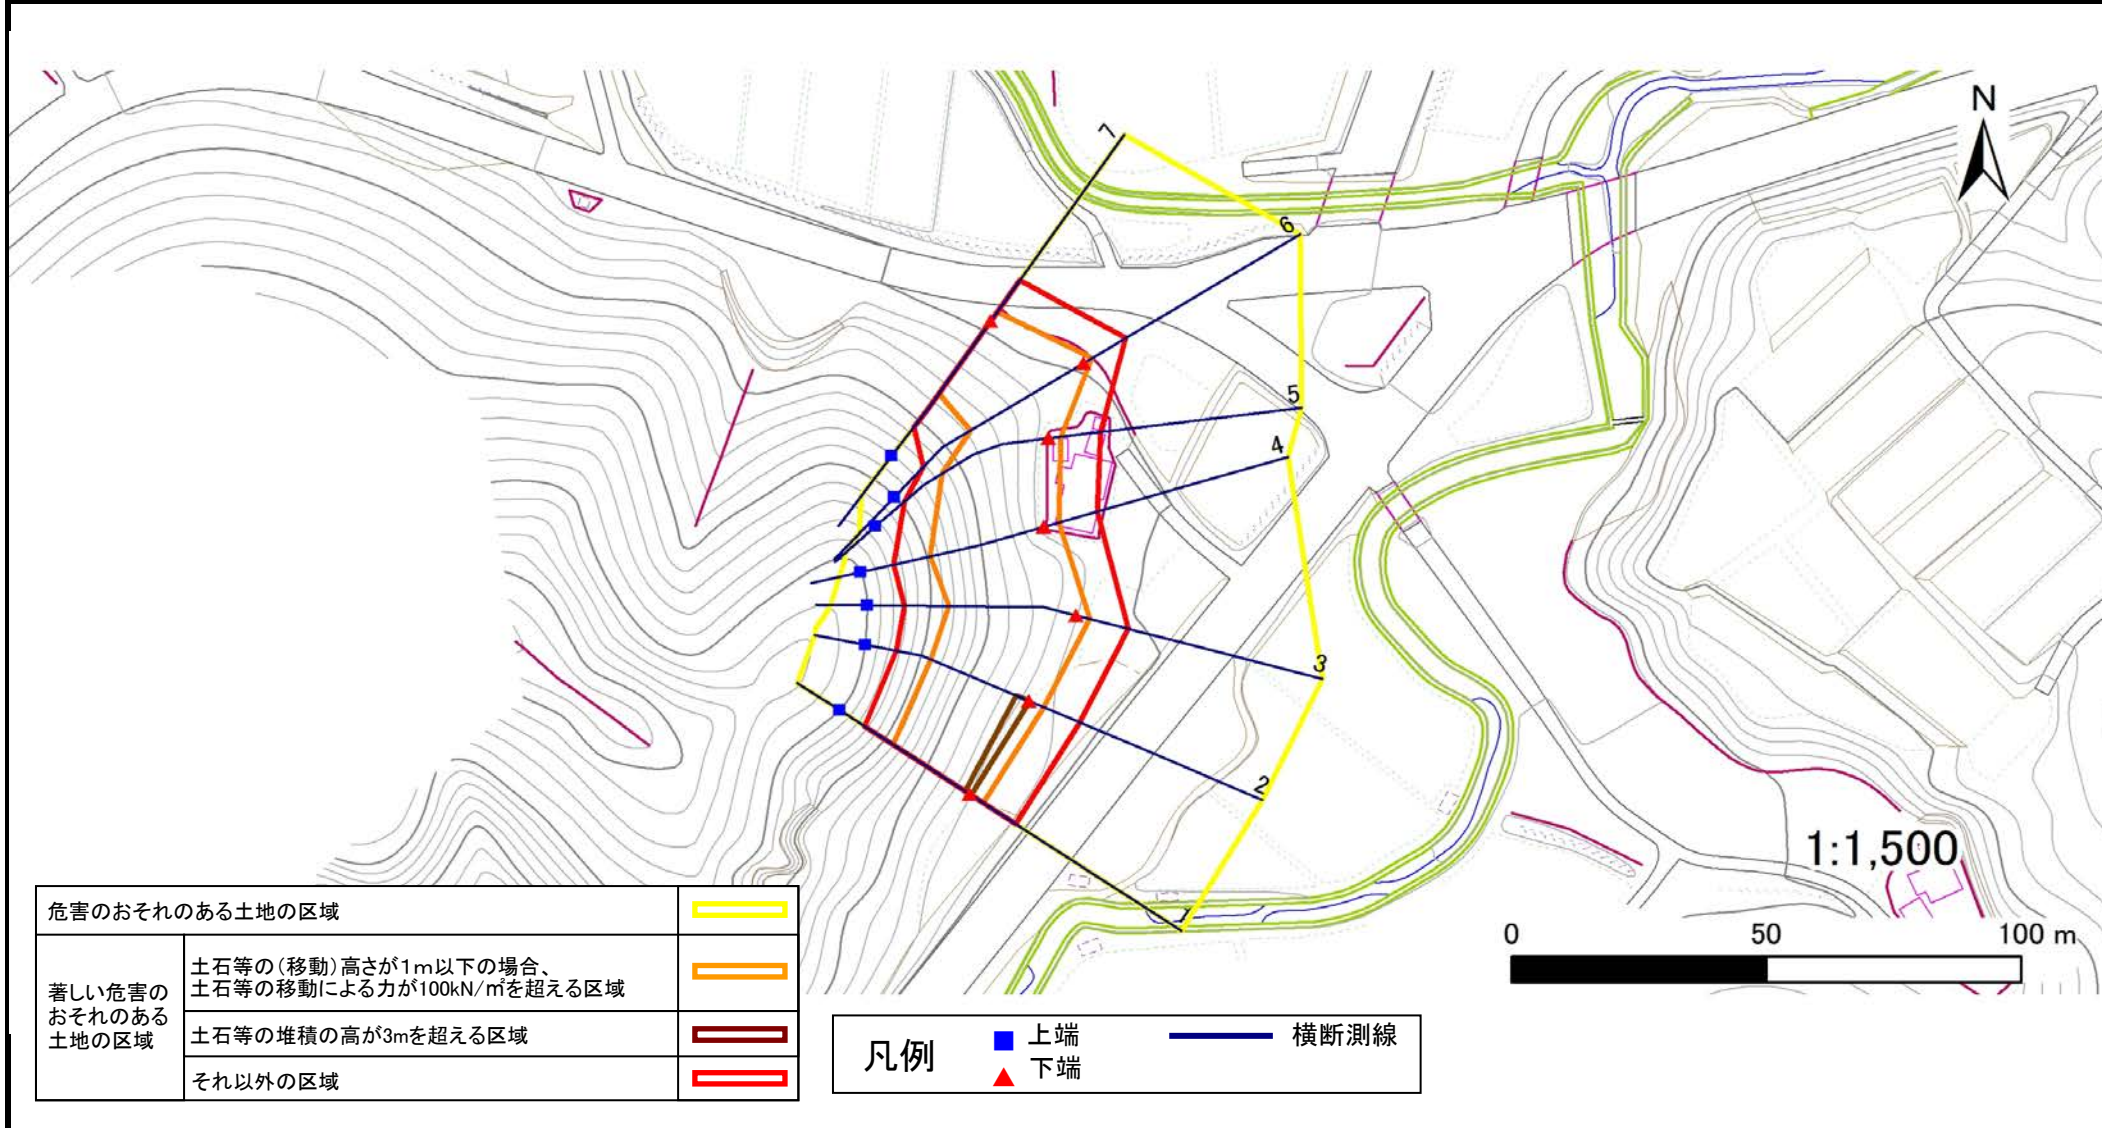 N
7
6
5
4
3
2
1
1:1,500
0 50 100 m
危害のおそれのある土地の区域
著しい危害の
おそれのある
土地の区域
土石等の(移動)高さが1m以下の場合、
土石等の移動による力が100kN/㎡を超える区域
土石等の堆積の高が3mを超える区域
それ以外の区域
凡例
上端
下端
横断測線